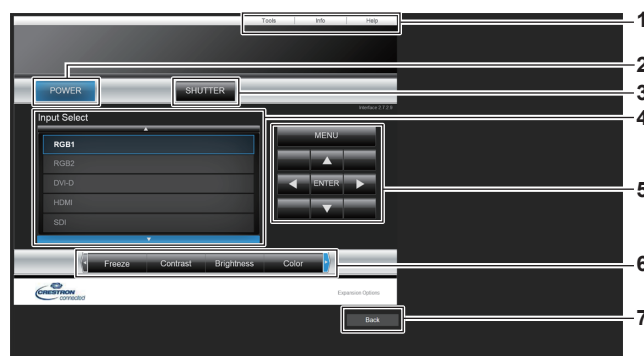 Tools Info Help 1
2
POWER SHUTTER 3
Interface 2.7.2.9
Input Select 4
MENU
RGB1
RGB2
DVI-D ENTER 5
HDMI
SDI
Freeze Contrast Brightness Color 6
CRESTRON
connected
Expansion Options
Back 7